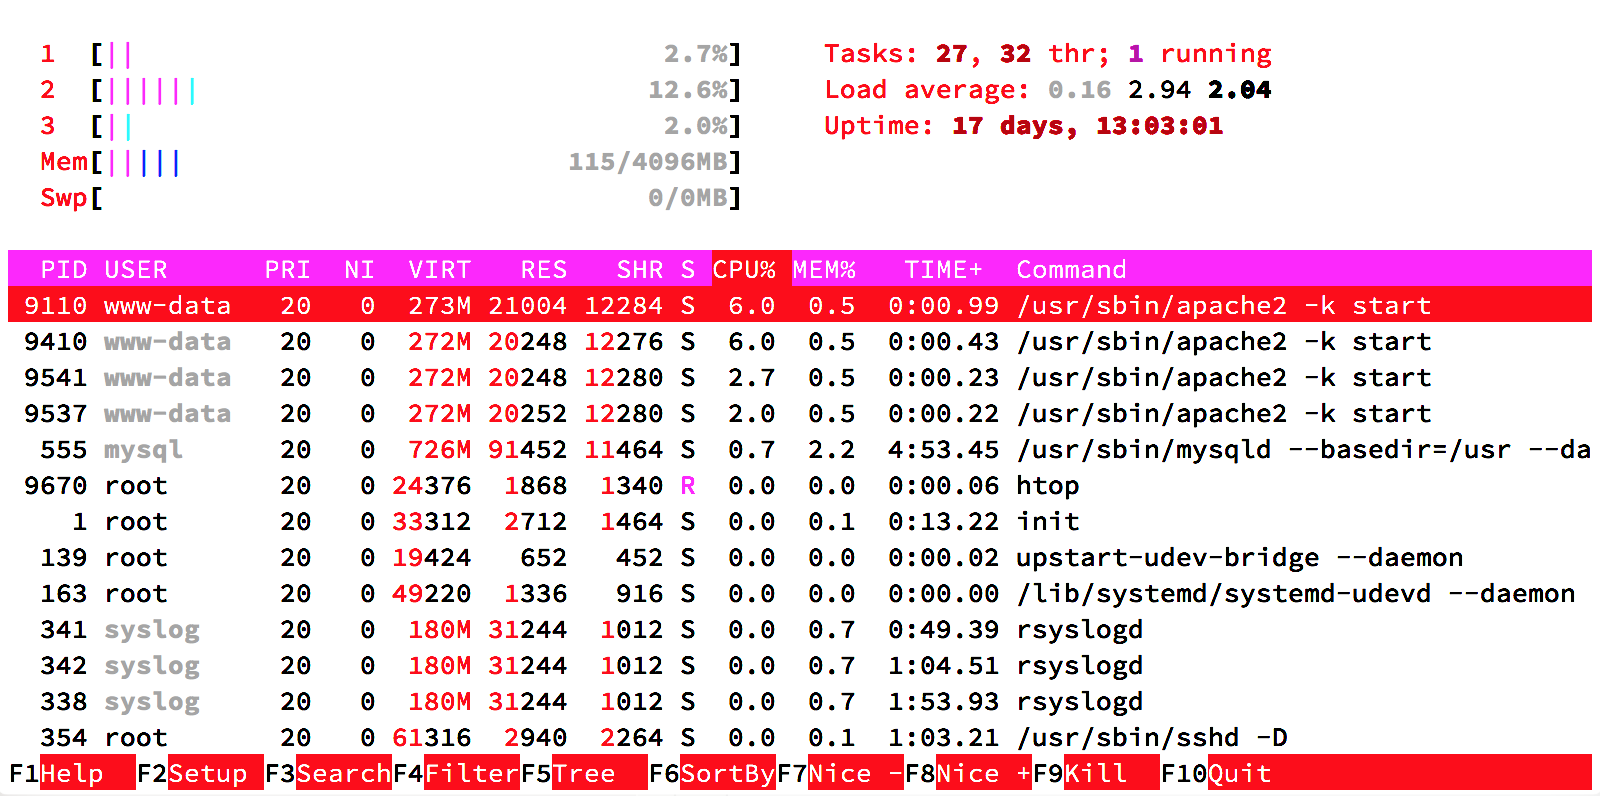 1 [|| 2.7%] Tasks: 27, 32 thr; 1 running
2 [|||||| 12.6%] Load average: 0.16 2.94 2.04
3 [|| 2.0%] Uptime: 17 days, 13:03:01
Mem[||||| 115/4096MB]
Swp[ 0/0MB]
PID USER PRI NI VIRT RES SHR S CPU% MEM% TIME+ Command
9110 www-data 20 0 273M 21004 12284 S 6.0 0.5 0:00.99 /usr/sbin/apache2 -k start
9410 www-data 20 0 272M 20248 12276 S 6.0 0.5 0:00.43 /usr/sbin/apache2 -k start
9541 www-data 20 0 272M 20248 12280 S 2.7 0.5 0:00.23 /usr/sbin/apache2 -k start
9537 www-data 20 0 272M 20252 12280 S 2.0 0.5 0:00.22 /usr/sbin/apache2 -k start
555 mysql 20 0 726M 91452 11464 S 0.7 2.2 4:53.45 /usr/sbin/mysqld --basedir=/usr --da
9670 root 20 0 24376 1868 1340 R 0.0 0.0 0:00.06 htop
1 root 20 0 33312 2712 1464 S 0.0 0.1 0:13.22 init
139 root 20 0 19424 652 452 S 0.0 0.0 0:00.02 upstart-udev-bridge --daemon
163 root 20 0 49220 1336 916 S 0.0 0.0 0:00.00 /lib/systemd/systemd-udevd --daemon
341 syslog 20 0 180M 31244 1012 S 0.0 0.7 0:49.39 rsyslogd
342 syslog 20 0 180M 31244 1012 S 0.0 0.7 1:04.51 rsyslogd
338 syslog 20 0 180M 31244 1012 S 0.0 0.7 1:53.93 rsyslogd
354 root 20 0 61316 2940 2264 S 0.0 0.1 1:03.21 /usr/sbin/sshd -D
F1Help F2Setup F3SearchF4FilterF5Tree F6SortByF7Nice -F8Nice +F9Kill F10Quit